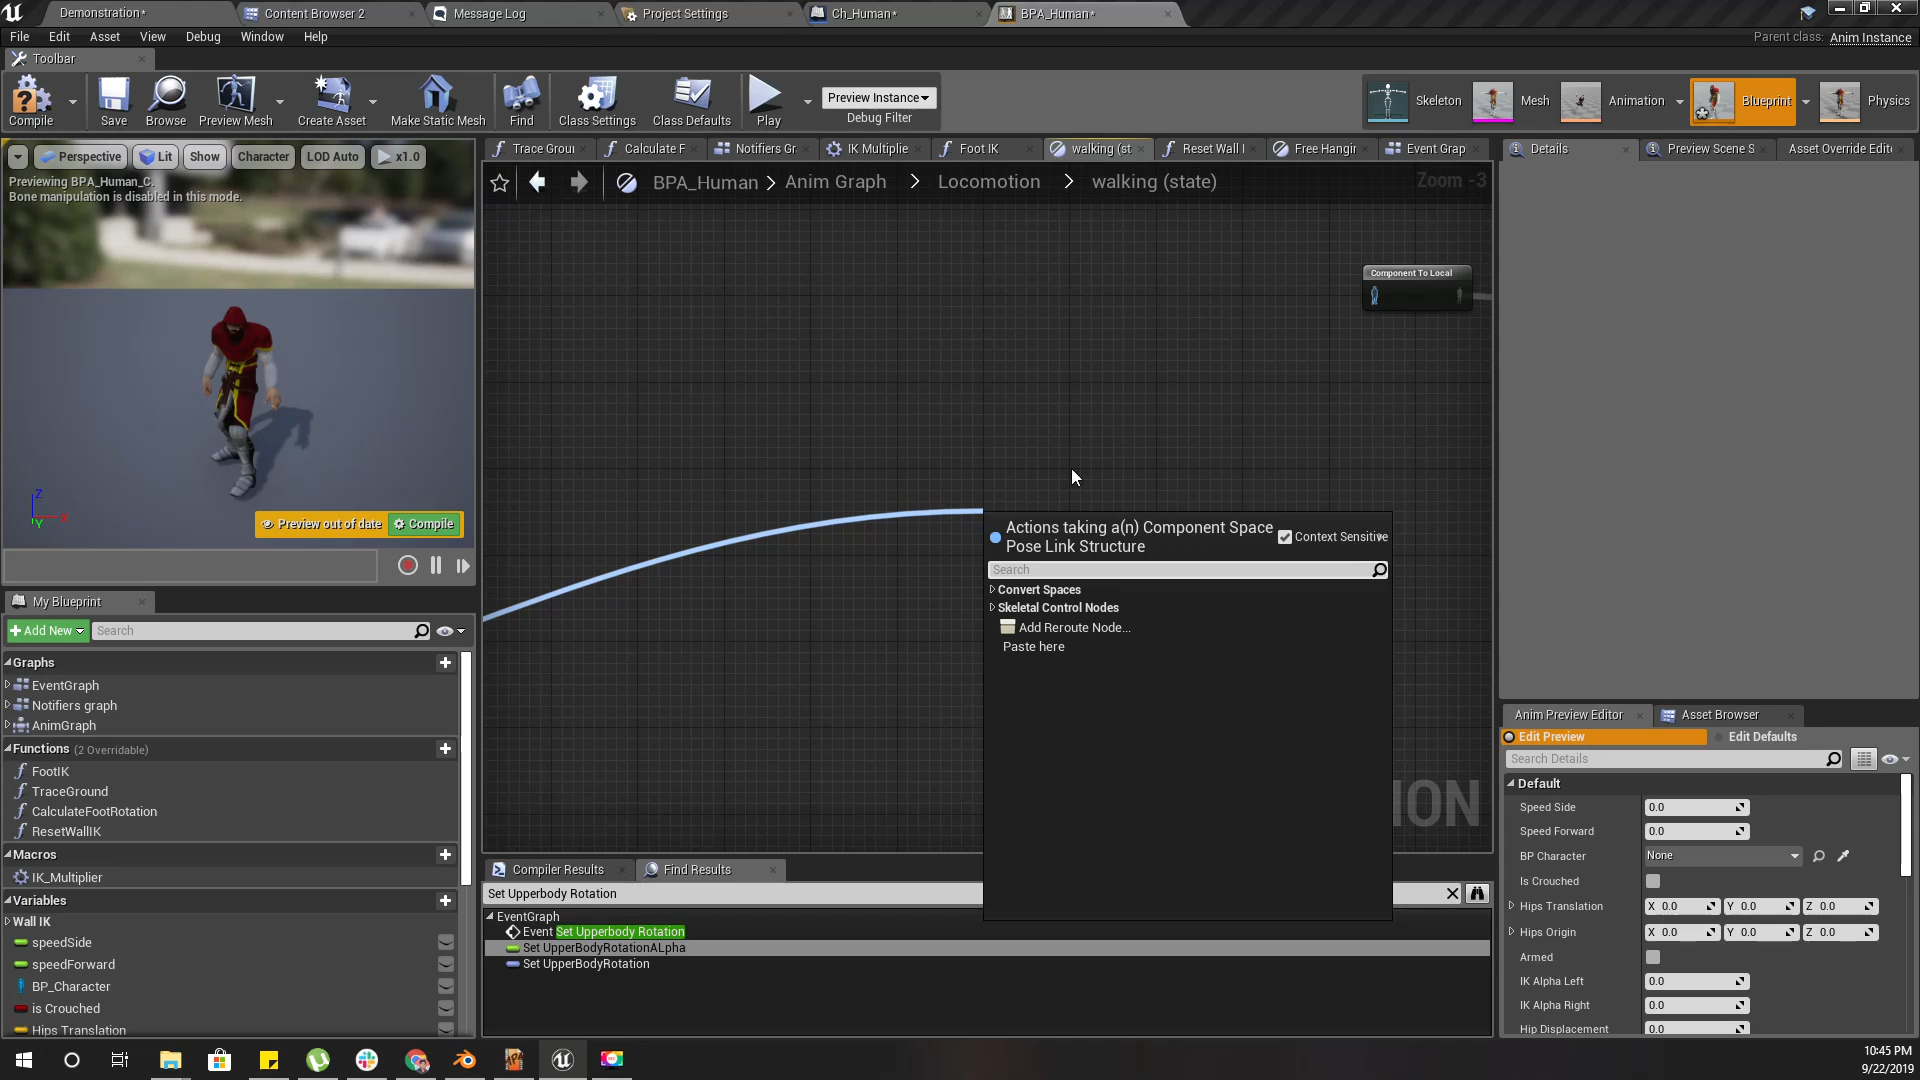 Demonstration*
Content Browser 2
Message Log
Project Settings
Ch_Human*
BPA_Human*
File
Edit
Asset
View
Debug
Window
Help
Parent class: Anim Instance
Toolbar
Compile
Save
Browse
Preview Mesh
Create Asset
Make Static Mesh
Find
Class Settings
Class Defaults
Play
Preview Instance
Debug Filter
Skeleton
Mesh
Animation
Blueprint
Physics
Perspective
Lit
Show
Character
LOD Auto
x1.0
Previewing BPA_Human_C.
Bone manipulation is disabled in this mode.
Z
X
Y
Preview out of date
Compile
Trace Grou
Calculate F
Notifiers Gr
IK Multiplie
Foot IK
walking (st
Reset Wall I
Free Hangir
Event Grap
BPA_Human > Anim Graph > Locomotion > walking (state)
Zoom -3
Component To Local
Actions taking a(n) Component Space
Pose Link Structure
Context Sensitive
Search
Convert Spaces
Skeletal Control Nodes
Add Reroute Node...
Paste here
ION
My Blueprint
Add New
Search
Graphs
EventGraph
Notifiers graph
AnimGraph
Functions (2 Overridable)
FootIK
TraceGround
CalculateFootRotation
ResetWallIK
Macros
IK_Multiplier
Variables
Wall IK
speedSide
speedForward
BP_Character
is Crouched
Hips Translation
Compiler Results
Find Results
Set Upperbody Rotation
EventGraph
Event Set Upperbody Rotation
Set UpperBodyRotationALpha
Set UpperBodyRotation
Details
Preview Scene S
Asset Override Edit
Anim Preview Editor
Asset Browser
Edit Preview
Edit Defaults
Search Details
Default
Speed Side 0.0
Speed Forward 0.0
BP Character None
Is Crouched
Hips Translation X 0.0 Y 0.0 Z 0.0
Hips Origin X 0.0 Y 0.0 Z 0.0
Armed
IK Alpha Left 0.0
IK Alpha Right 0.0
Hip Displacement 0.0
10:45 PM
9/22/2019